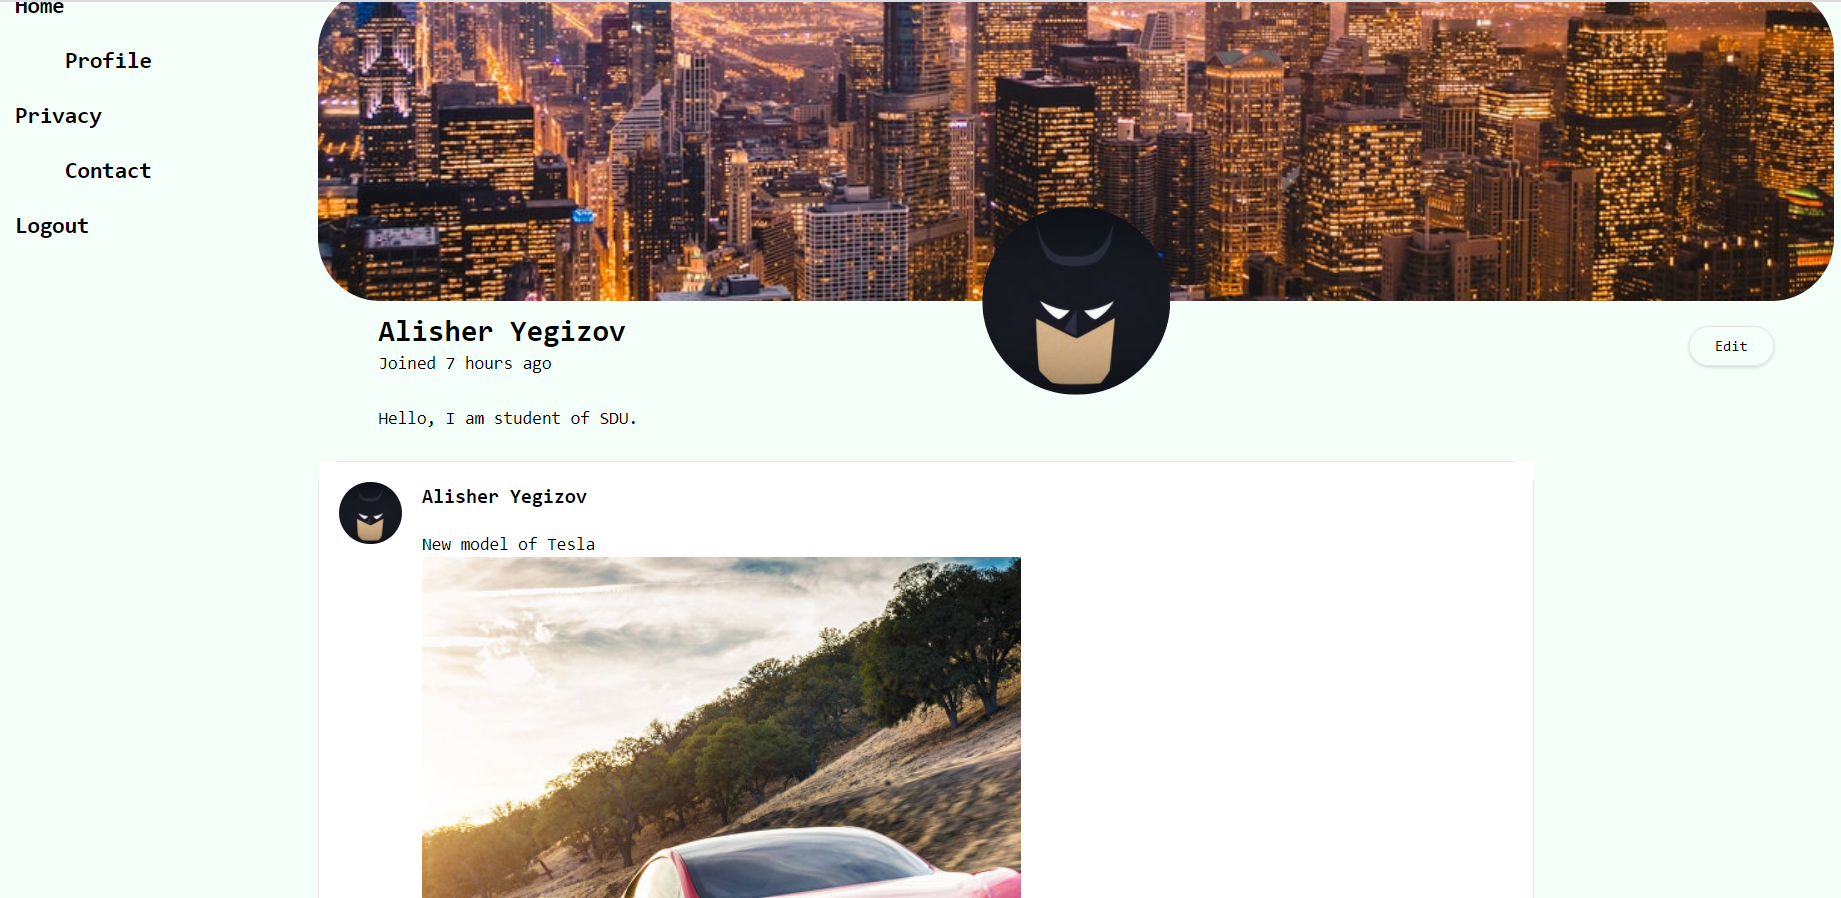 Home
Profile
Privacy
Contact
Logout
Alisher Yegizov
Joined 7 hours ago
Edit
Hello, I am student of SDU.
Alisher Yegizov
New model of Tesla